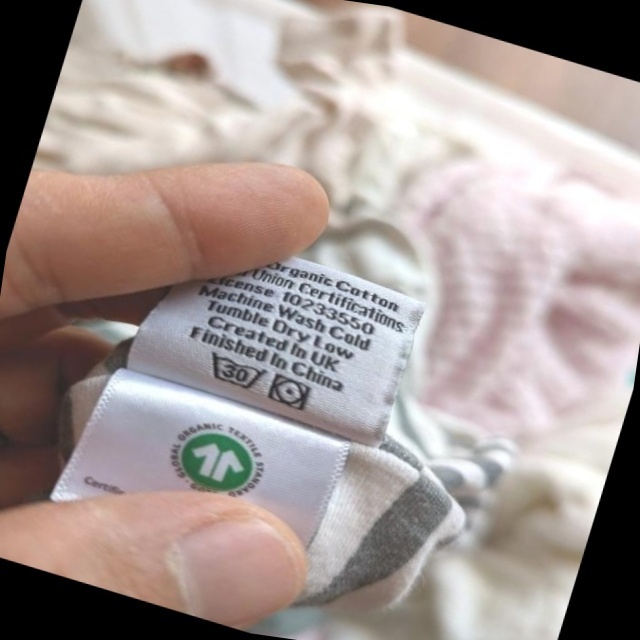 Organic Cotton
Union Certifications
License 10233550
Machine Wash Cold
Tumble Dry Low
Created in UK
Finished In China
30
GLOBAL ORGANIC TEXTILE STANDARD